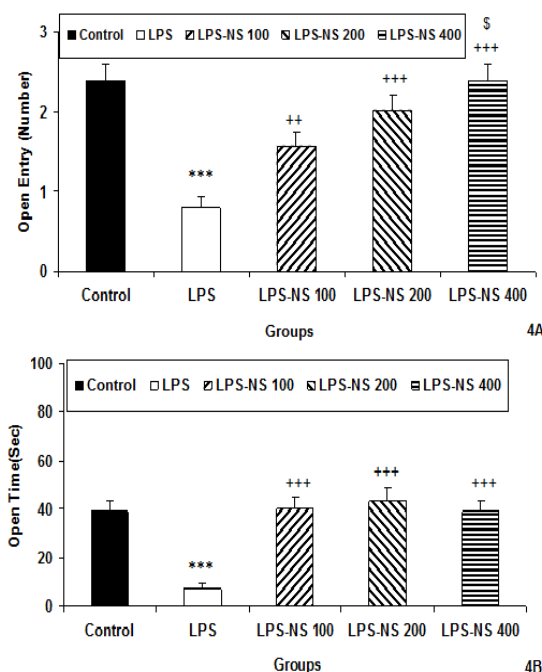 3
■ Control □ LPS ▨ LPS-NS 100 ▧ LPS-NS 200 ▤ LPS-NS 400
$
+++
+++
++
2
Open Entry (Number)
***
1
0
Control LPS LPS-NS 100 LPS-NS 200 LPS-NS 400
Groups
4A
100
■ Control □ LPS ▨ LPS-NS 100 ▧ LPS-NS 200 ▤ LPS-NS 400
80
60
Open Time(Sec)
+++ +++ +++
40
20
***
0
Control LPS LPS-NS 100 LPS-NS 200 LPS-NS 400
Groups
4B